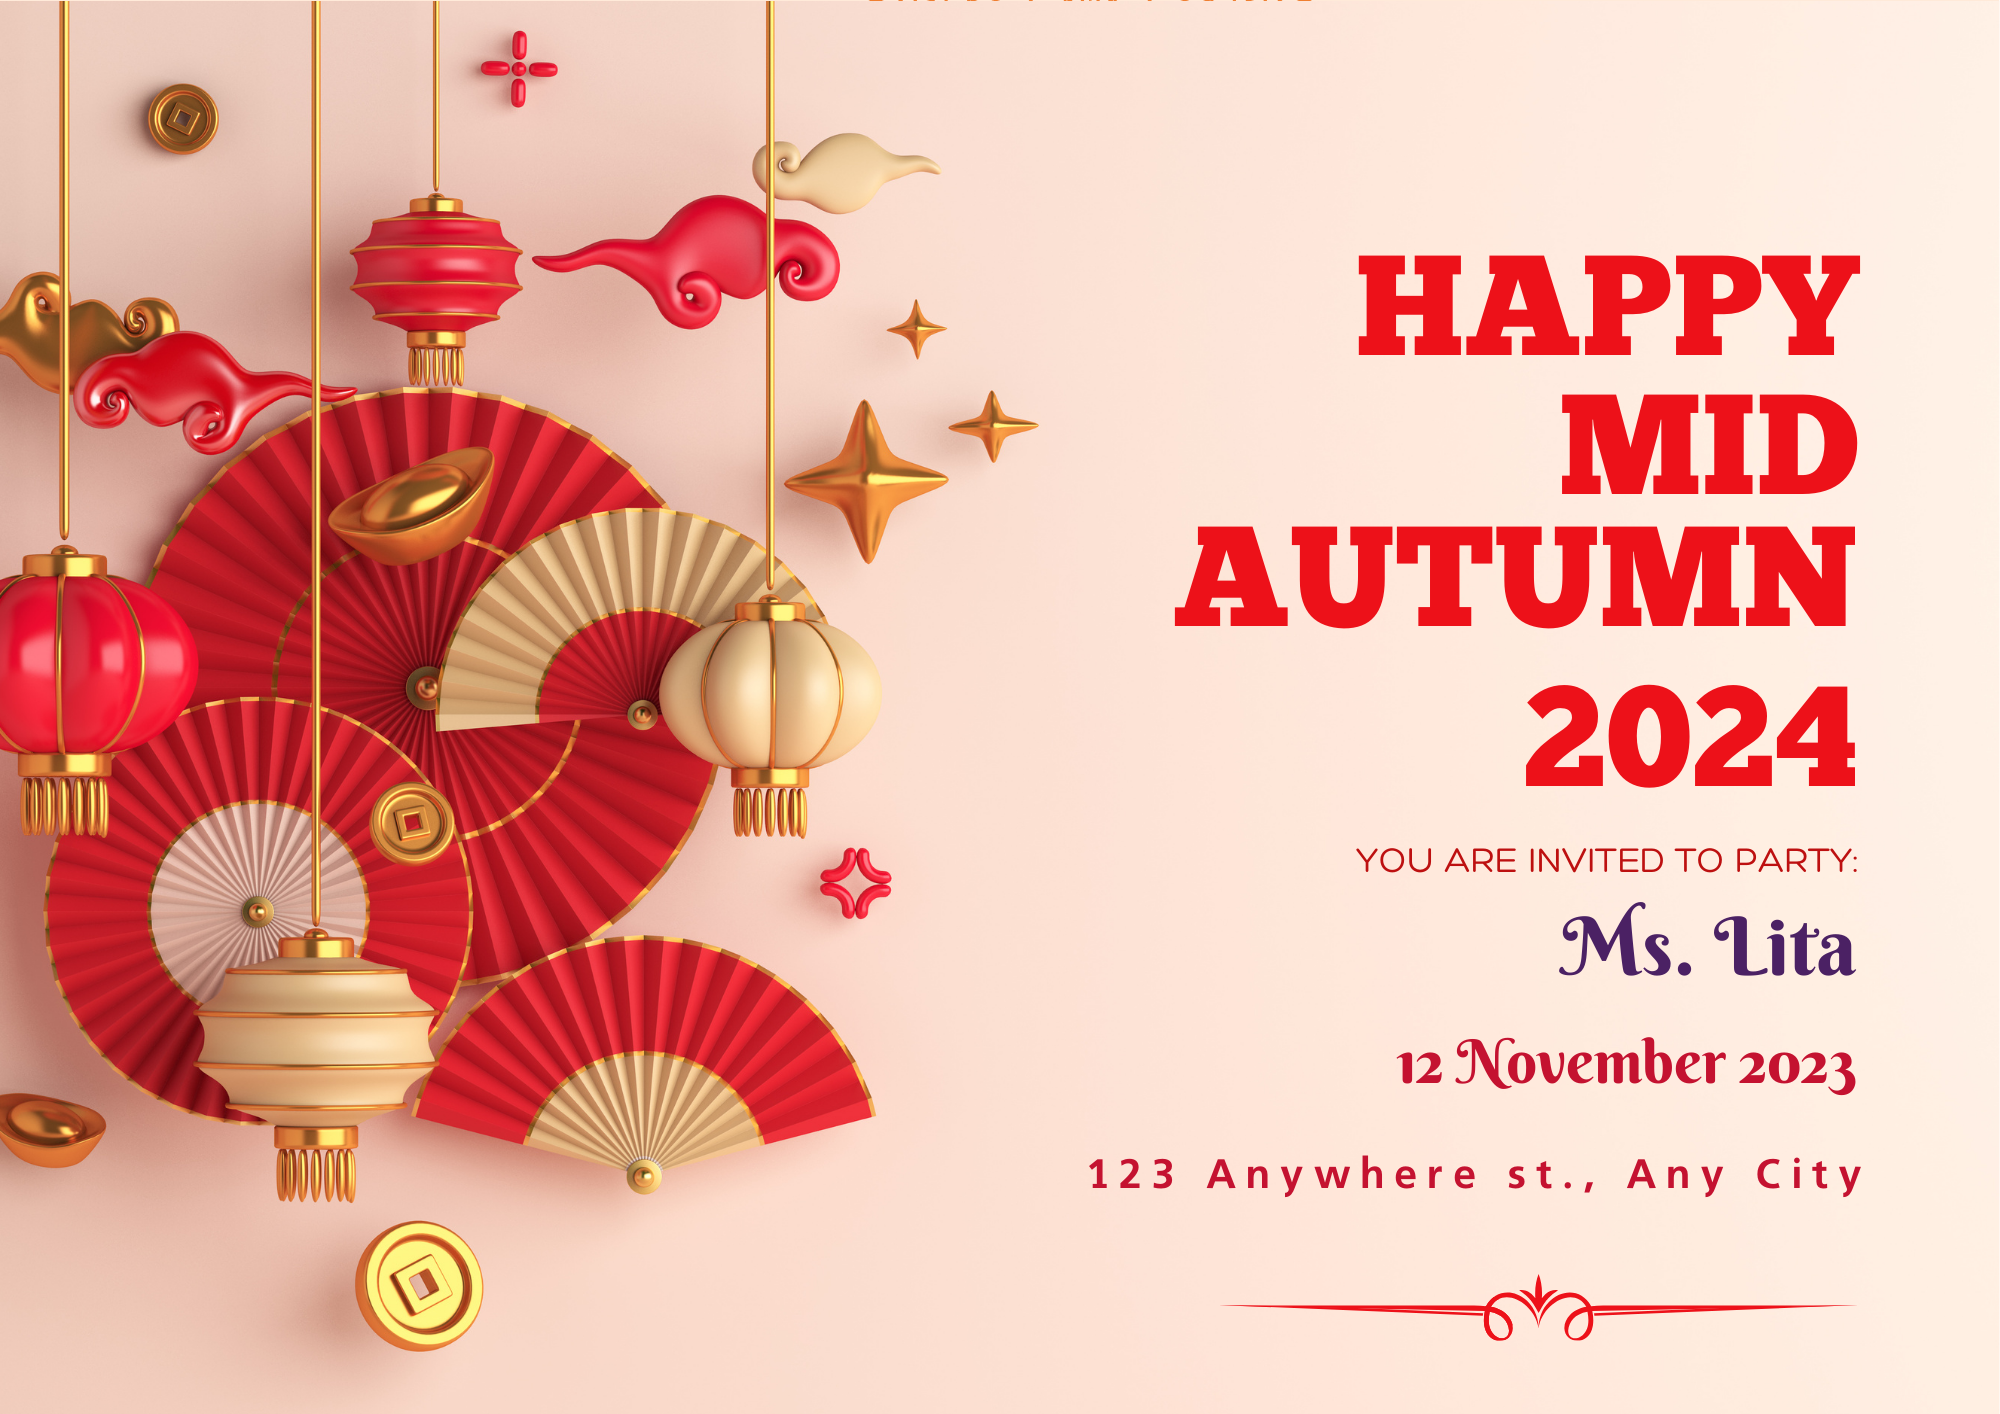 HAPPY
MID
AUTUMN
2024
YOU ARE INVITED TO PARTY:
Ms. Lita
12 November 2023
123 Anywhere st., Any City